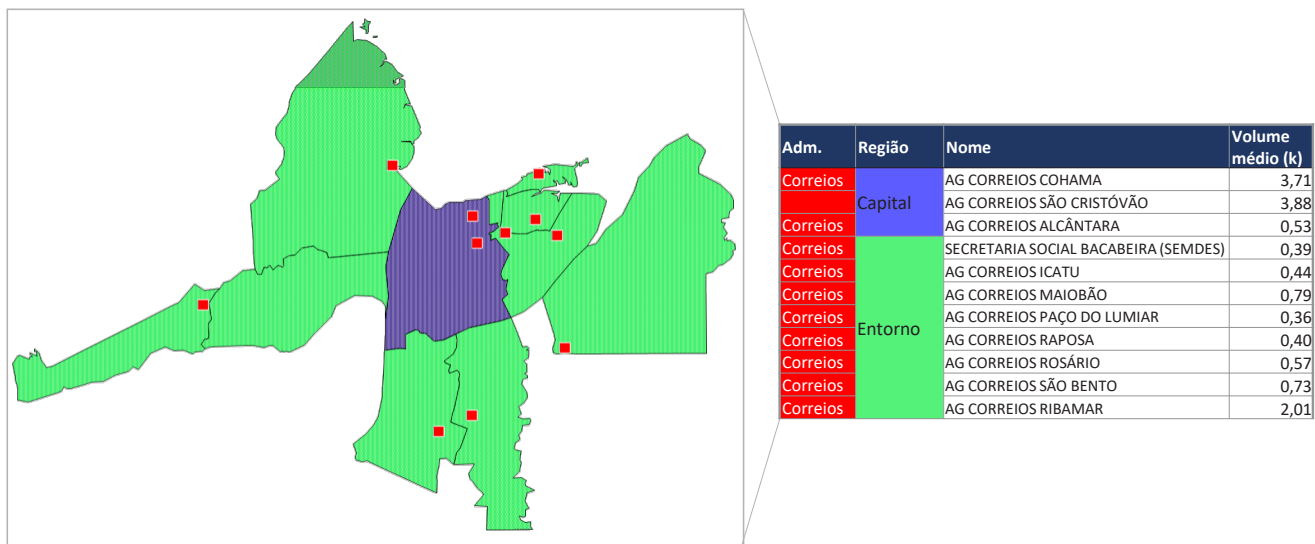 Adm. Região Nome Volume médio (k)
Correios Capital AG CORREIOS COHAMA 3,71
AG CORREIOS SÃO CRISTÓVÃO 3,88
Correios AG CORREIOS ALCÂNTARA 0,53
Correios Entorno SECRETARIA SOCIAL BACABEIRA (SEMDES) 0,39
Correios AG CORREIOS ICATU 0,44
Correios AG CORREIOS MAIOBÃO 0,79
Correios AG CORREIOS PAÇO DO LUMIAR 0,36
Correios AG CORREIOS RAPOSA 0,40
Correios AG CORREIOS ROSÁRIO 0,57
Correios AG CORREIOS SÃO BENTO 0,73
Correios AG CORREIOS RIBAMAR 2,01